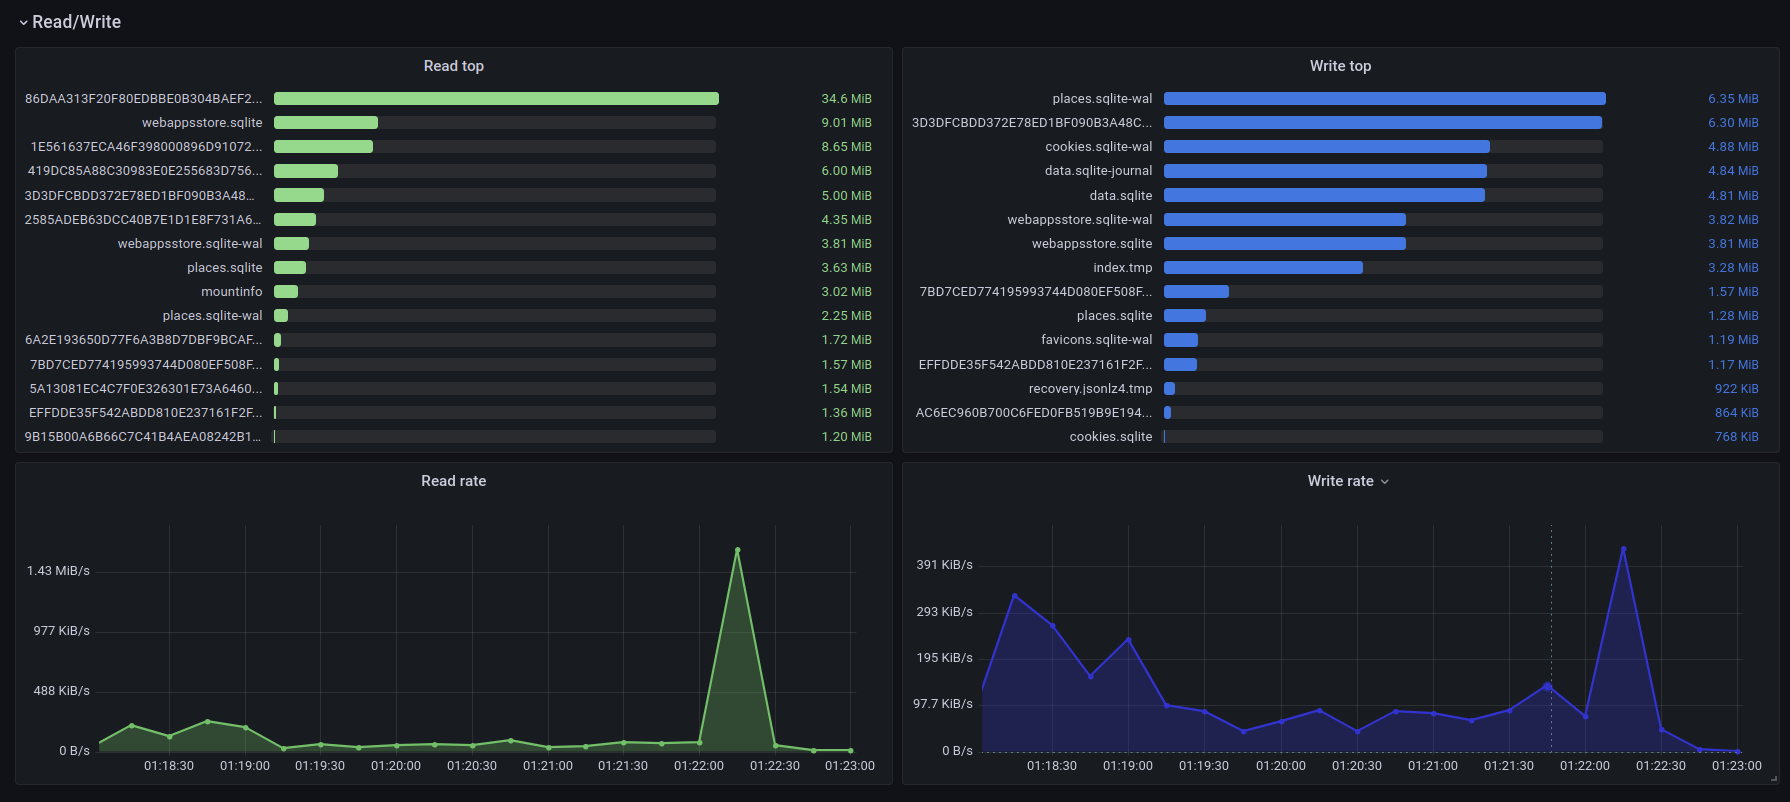 Read/Write
Read top
86DAA313F20F80EDBBE0B304BAEF2... 34.6 MiB
webappsstore.sqlite 9.01 MiB
1E561637ECA46F398000896D91072... 8.65 MiB
419DC85A88C30983E0E255683D756... 6.00 MiB
3D3DFCBDD372E78ED1BF090B3A48... 5.00 MiB
2585ADEB63DCC40B7E1D1E8F731A6... 4.35 MiB
webappsstore.sqlite-wal 3.81 MiB
places.sqlite 3.63 MiB
mountinfo 3.02 MiB
places.sqlite-wal 2.25 MiB
6A2E193650D77F6A3B8D7DBF9BCAF... 1.72 MiB
7BD7CED774195993744D080EF508F... 1.57 MiB
5A13081EC4C7F0E326301E73A6460... 1.54 MiB
EFFDDE35F542ABDD810E237161F2F... 1.36 MiB
9B15B00A6B66C7C41B4AEA08242B1... 1.20 MiB
Write top
places.sqlite-wal 6.35 MiB
3D3DFCBDD372E78ED1BF090B3A48C... 6.30 MiB
cookies.sqlite-wal 4.88 MiB
data.sqlite-journal 4.84 MiB
data.sqlite 4.81 MiB
webappsstore.sqlite-wal 3.82 MiB
webappsstore.sqlite 3.81 MiB
index.tmp 3.28 MiB
7BD7CED774195993744D080EF508F... 1.57 MiB
places.sqlite 1.28 MiB
favicons.sqlite-wal 1.19 MiB
EFFDDE35F542ABDD810E237161F2F... 1.17 MiB
recovery.jsonlz4.tmp 922 KiB
AC6EC960B700C6FED0FB519B9E194... 864 KiB
cookies.sqlite 768 KiB
Read rate
1.43 MiB/s
977 KiB/s
488 KiB/s
0 B/s
01:18:30 01:19:00 01:19:30 01:20:00 01:20:30 01:21:00 01:21:30 01:22:00 01:22:30 01:23:00
Write rate
391 KiB/s
293 KiB/s
195 KiB/s
97.7 KiB/s
0 B/s
01:18:30 01:19:00 01:19:30 01:20:00 01:20:30 01:21:00 01:21:30 01:22:00 01:22:30 01:23:00